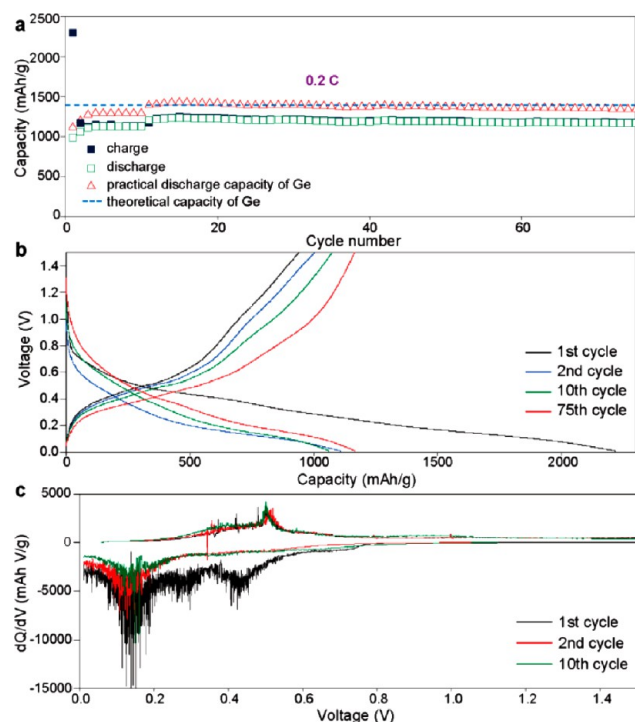 a
2500
2000
1500
1000
500
0
Capacity (mAh/g)
0.2 C
charge
discharge
practical discharge capacity of Ge
theoretical capacity of Ge
0 20 40 60
Cycle number
b
1.4
1.2
1.0
0.8
0.6
0.4
0.2
0.0
Voltage (V)
1st cycle
2nd cycle
10th cycle
75th cycle
0 500 1000 1500 2000
Capacity (mAh/g)
c
5000
0
-5000
-10000
-15000
dQ/dV (mAh V/g)
1st cycle
2nd cycle
10th cycle
0.0 0.2 0.4 0.6 0.8 1.0 1.2 1.4
Voltage (V)